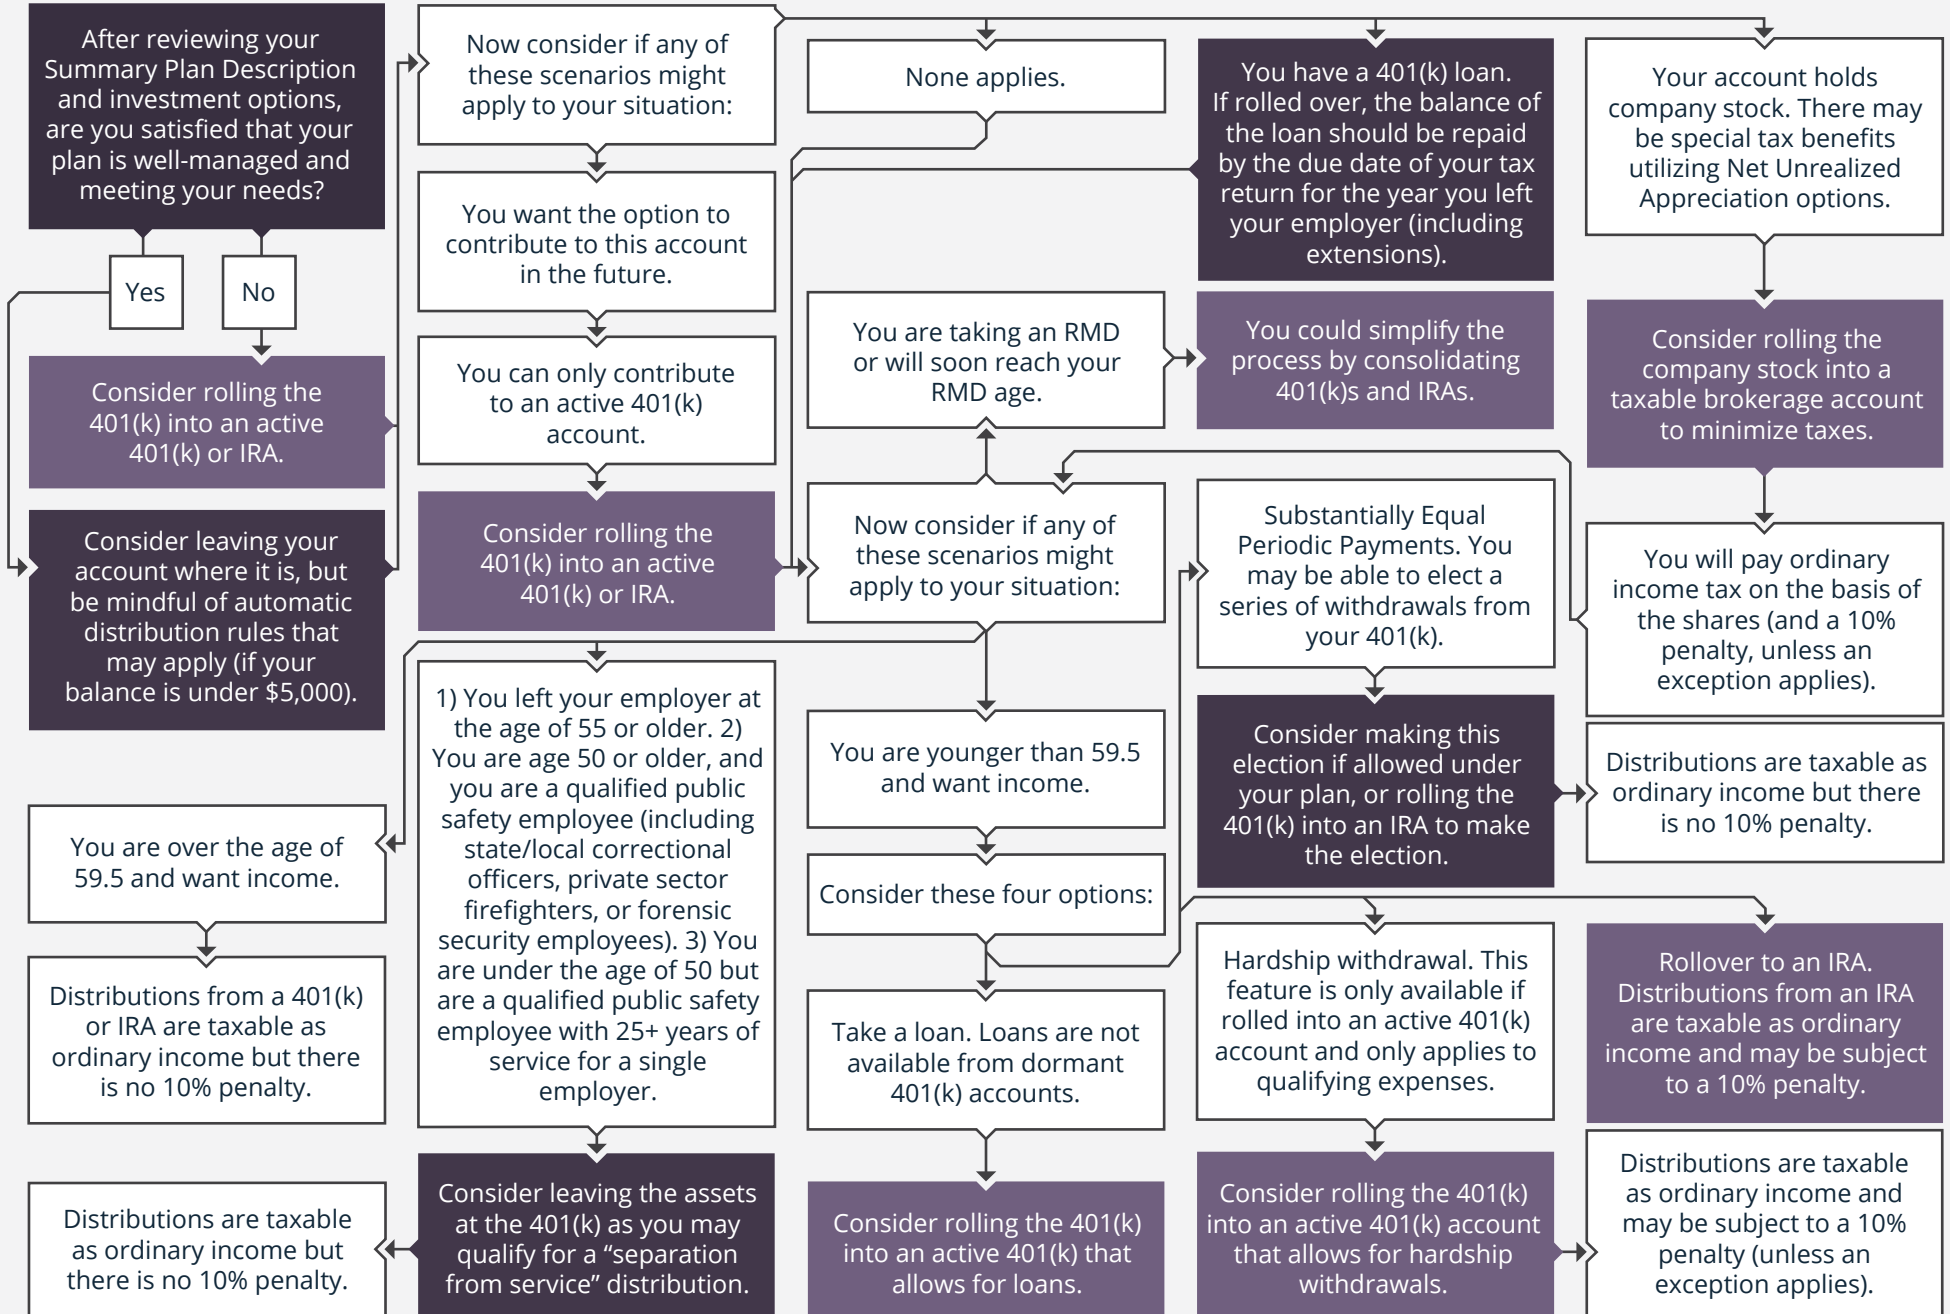 After reviewing your
Summary Plan Description
and investment options,
are you satisfied that your
plan is well-managed and
meeting your needs?
Yes
No
Consider rolling the
401(k) into an active
401(k) or IRA.
Consider leaving your
account where it is, but
be mindful of automatic
distribution rules that
may apply (if your
balance is under $5,000).
Now consider if any of
these scenarios might
apply to your situation:
You want the option to
contribute to this account
in the future.
You can only contribute
to an active 401(k)
account.
Consider rolling the
401(k) into an active
401(k) or IRA.
None applies.
You have a 401(k) loan.
If rolled over, the balance of
the loan should be repaid
by the due date of your tax
return for the year you left
your employer (including
extensions).
Your account holds
company stock. There may
be special tax benefits
utilizing Net Unrealized
Appreciation options.
Consider rolling the
company stock into a
taxable brokerage account
to minimize taxes.
You will pay ordinary
income tax on the basis of
the shares (and a 10%
penalty, unless an
exception applies).
Now consider if any of
these scenarios might
apply to your situation:
You are taking an RMD
or will soon reach your
RMD age.
You could simplify the
process by consolidating
401(k)s and IRAs.
You are over the age of
59.5 and want income.
Distributions from a 401(k)
or IRA are taxable as
ordinary income but there
is no 10% penalty.
1) You left your employer at
the age of 55 or older. 2)
You are age 50 or older, and
you are a qualified public
safety employee (including
state/local correctional
officers, private sector
firefighters, or forensic
security employees). 3) You
are under the age of 50 but
are a qualified public safety
employee with 25+ years of
service for a single
employer.
Consider leaving the assets
at the 401(k) as you may
qualify for a “separation
from service” distribution.
Distributions are taxable
as ordinary income but
there is no 10% penalty.
You are younger than 59.5
and want income.
Consider these four options:
Take a loan. Loans are not
available from dormant
401(k) accounts.
Consider rolling the 401(k)
into an active 401(k) that
allows for loans.
Substantially Equal
Periodic Payments. You
may be able to elect a
series of withdrawals from
your 401(k).
Consider making this
election if allowed under
your plan, or rolling the
401(k) into an IRA to make
the election.
Distributions are taxable as
ordinary income but there
is no 10% penalty.
Hardship withdrawal. This
feature is only available if
rolled into an active 401(k)
account and only applies to
qualifying expenses.
Consider rolling the 401(k)
into an active 401(k) account
that allows for hardship
withdrawals.
Distributions are taxable
as ordinary income and
may be subject to a 10%
penalty (unless an
exception applies).
Rollover to an IRA.
Distributions from an IRA
are taxable as ordinary
income and may be subject
to a 10% penalty.